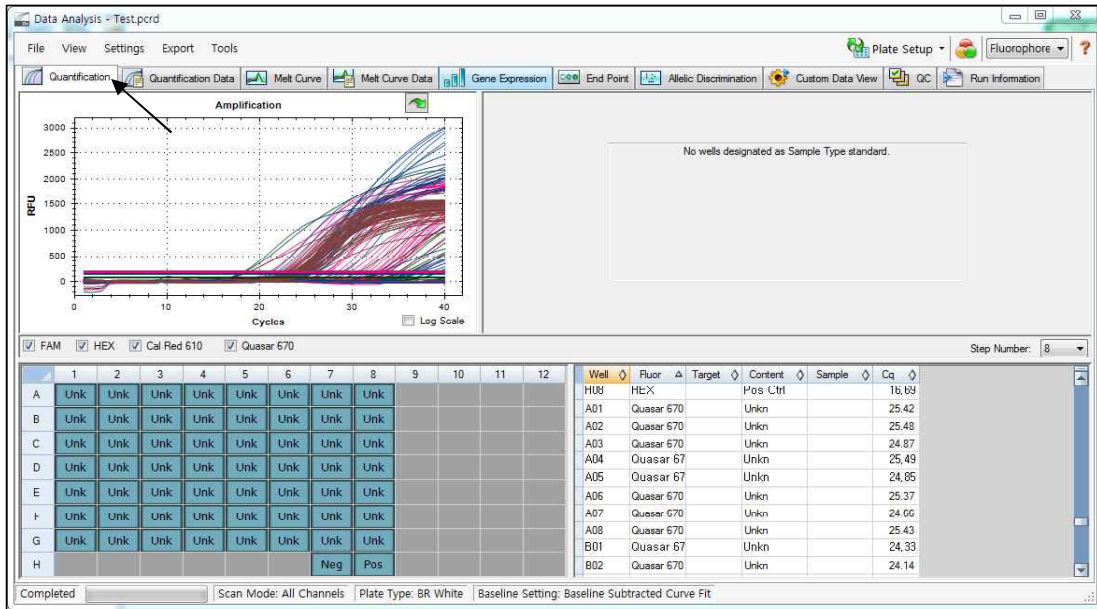 Data Analysis - Test.pcrd
File View Settings Export Tools
Plate Setup Fluorophore ?
Quantification Quantification Data Melt Curve Melt Curve Data Gene Expression End Point Allelic Discrimination Custom Data View QC Run Information
Amplification
3000
2500
2000
1500
1000
500
0
RFU
0 10 20 30 40
Cycles
Log Scale
No wells designated as Sample Type standard.
FAM HEX Cal Red 610 Quasar 670
Step Number: 8
1 2 3 4 5 6 7 8 9 10 11 12
A Unk Unk Unk Unk Unk Unk Unk Unk
B Unk Unk Unk Unk Unk Unk Unk Unk
C Unk Unk Unk Unk Unk Unk Unk Unk
D Unk Unk Unk Unk Unk Unk Unk Unk
E Unk Unk Unk Unk Unk Unk Unk Unk
F Unk Unk Unk Unk Unk Unk Unk Unk
G Unk Unk Unk Unk Unk Unk Unk Unk
H Neg Pos
Well Fluor Target Content Sample Cq
H08 HEX Pos Ctrl 16,69
A01 Quasar 670 Unkn 25.42
A02 Quasar 670 Unkn 25.48
A03 Quasar 670 Unkn 24.87
A04 Quasar 67 Unkn 25,49
A05 Quasar 67 Unkn 24,85
A06 Quasar 670 Unkn 25.37
A07 Quasar 670 Unkn 24.66
A08 Quasar 670 Unkn 25.43
B01 Quasar 67 Unkn 24,33
B02 Quasar 670 Unkn 24.14
Completed Scan Mode: All Channels Plate Type: BR White Baseline Setting: Baseline Subtracted Curve Fit